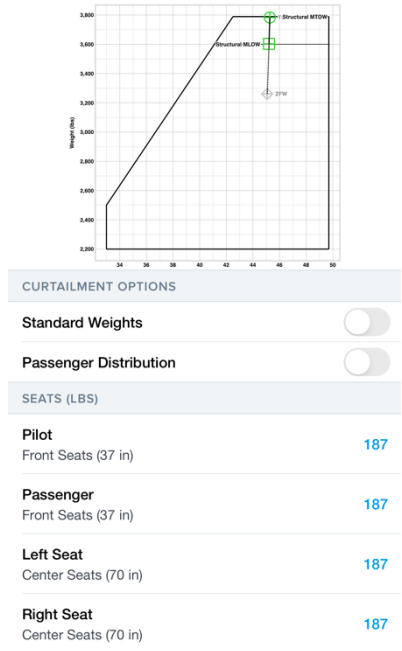 3,800
Structural MTOW
3,600
Structural MLDW
3,400
ZFW
3,200
Weight (lbs)
3,000
2,800
2,600
2,400
2,200
34 36 38 40 42 44 46 48 50
CURTAILMENT OPTIONS
Standard Weights
Passenger Distribution
SEATS (LBS)
Pilot
187
Front Seats (37 in)
Passenger
187
Front Seats (37 in)
Left Seat
187
Center Seats (70 in)
Right Seat
187
Center Seats (70 in)